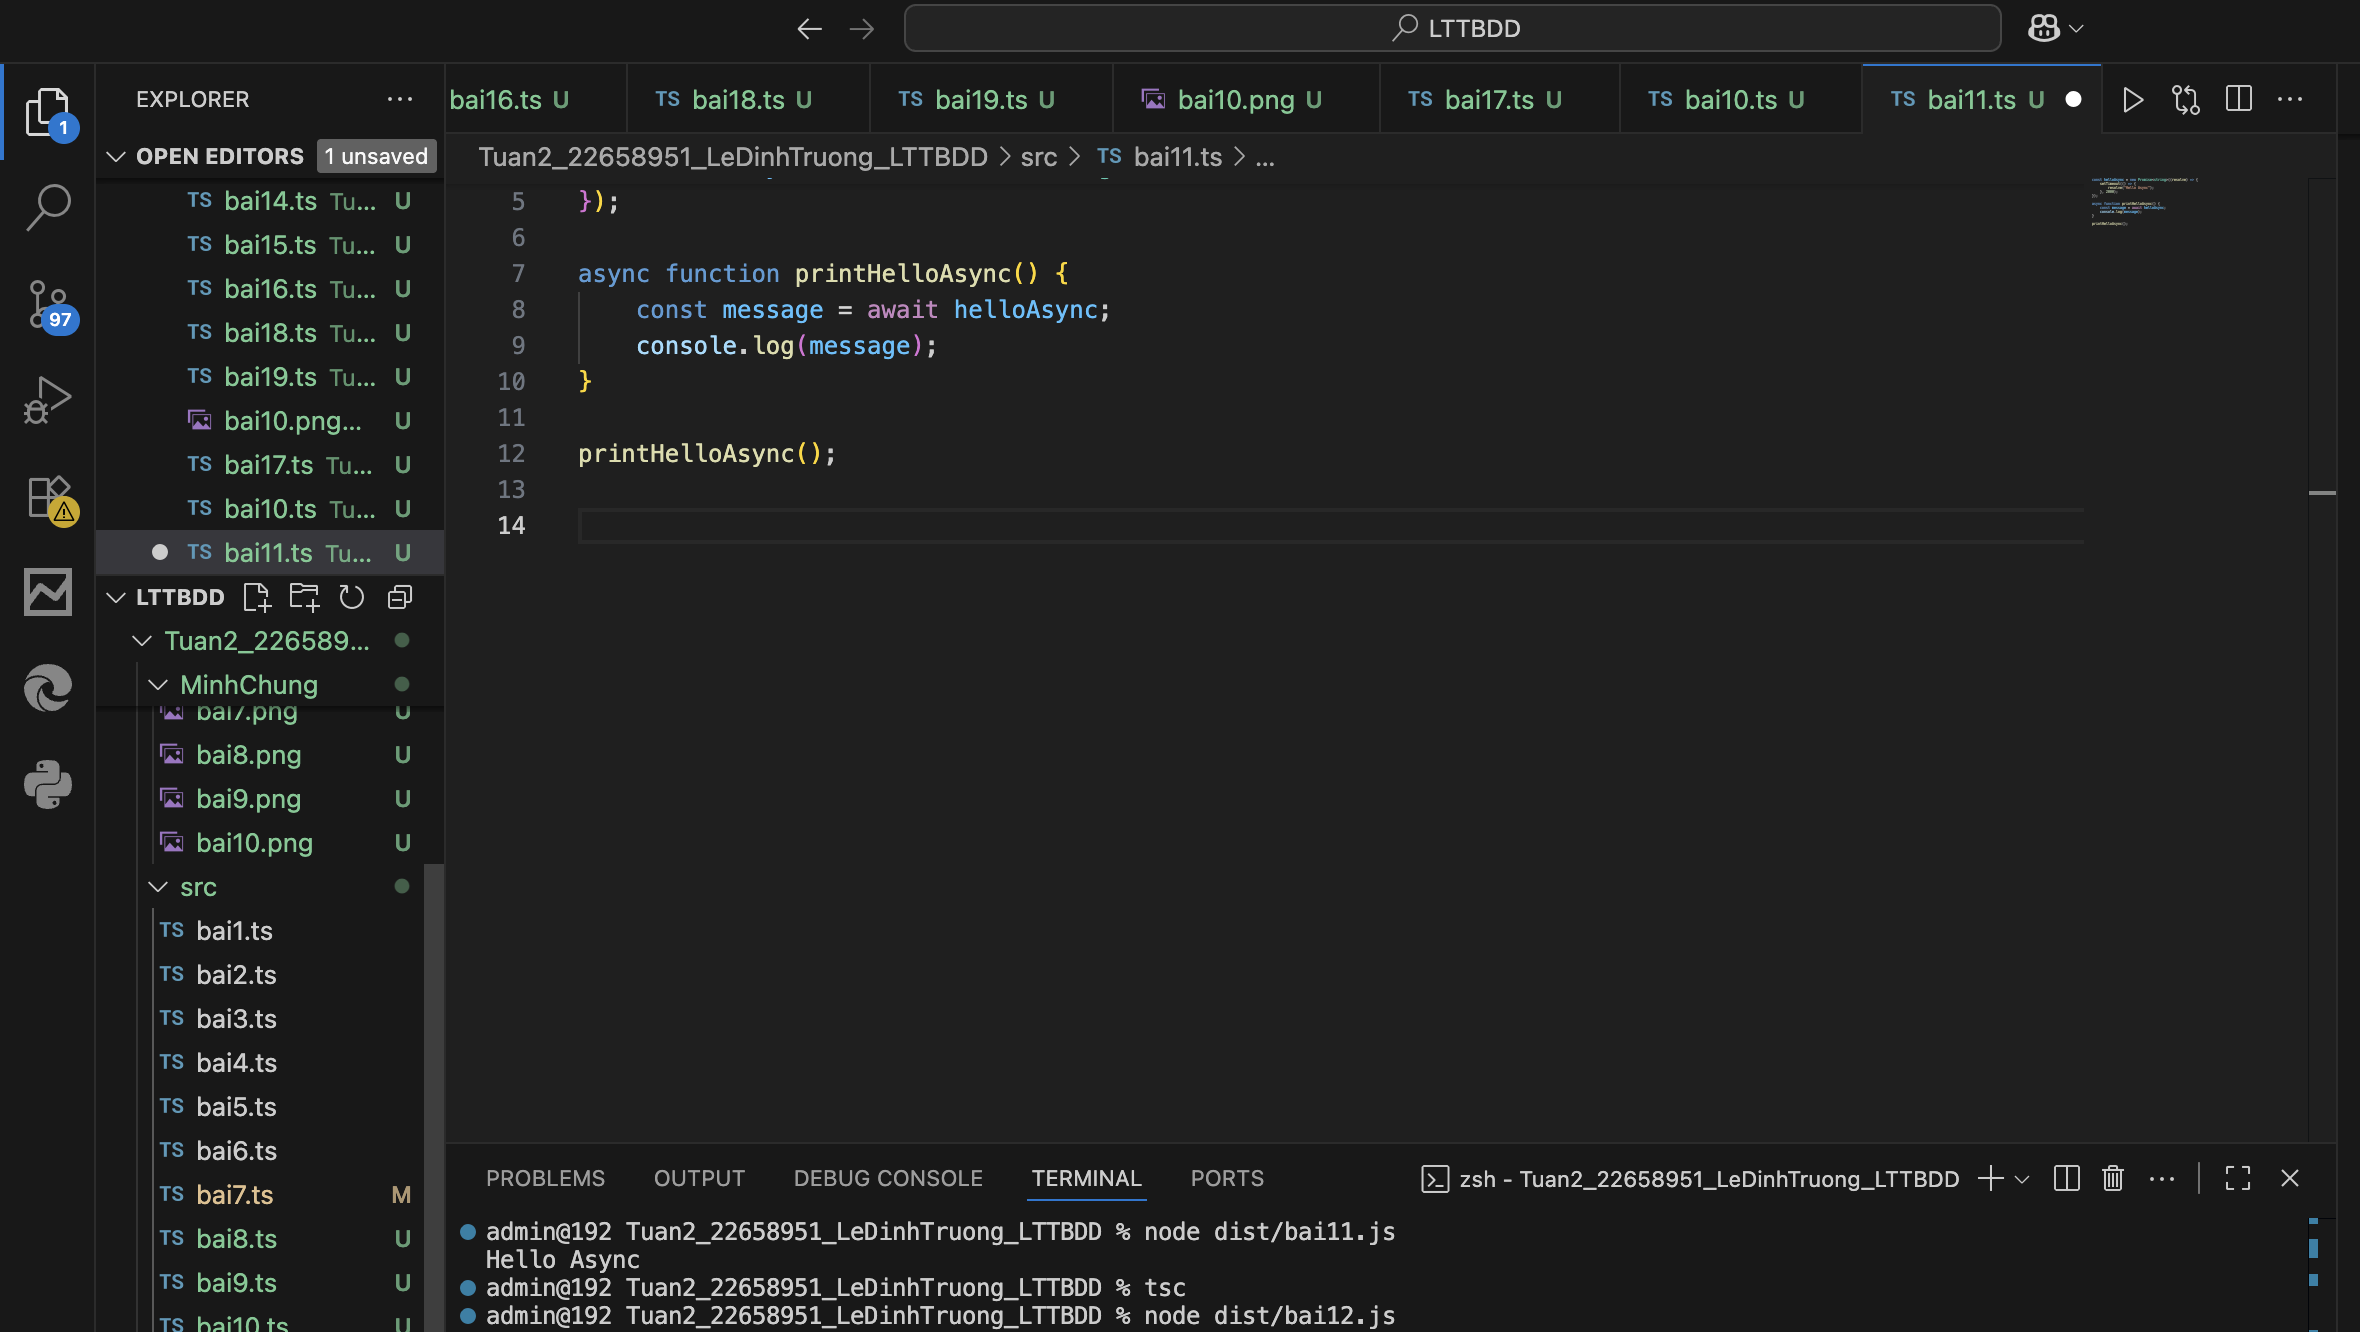 LTTBDD
EXPLORER
bai16.ts U
TS bai18.ts U
TS bai19.ts U
bai10.png U
TS bai17.ts U
TS bai10.ts U
TS bai11.ts U
1
OPEN EDITORS 1 unsaved
Tuan2_22658951_LeDinhTruong_LTTBDD > src > TS bai11.ts > ...
TS bai14.ts Tu... U
TS bai15.ts Tu... U
TS bai16.ts Tu... U
97
TS bai18.ts Tu... U
TS bai19.ts Tu... U
bai10.png... U
TS bai17.ts Tu... U
TS bai10.ts Tu... U
TS bai11.ts Tu... U
LTTBDD
Tuan2_226589...
MinhChung
bai7.png U
bai8.png U
bai9.png U
bai10.png U
src
TS bai1.ts
TS bai2.ts
TS bai3.ts
TS bai4.ts
TS bai5.ts
TS bai6.ts
TS bai7.ts M
TS bai8.ts U
TS bai9.ts U
TS bai10.ts U
5 });
6
7 async function printHelloAsync() {
8 const message = await helloAsync;
9 console.log(message);
10 }
11
12 printHelloAsync();
13
14
PROBLEMS OUTPUT DEBUG CONSOLE TERMINAL PORTS
zsh - Tuan2_22658951_LeDinhTruong_LTTBDD
admin@192 Tuan2_22658951_LeDinhTruong_LTTBDD % node dist/bai11.js
Hello Async
admin@192 Tuan2_22658951_LeDinhTruong_LTTBDD % tsc
admin@192 Tuan2_22658951_LeDinhTruong_LTTBDD % node dist/bai12.js